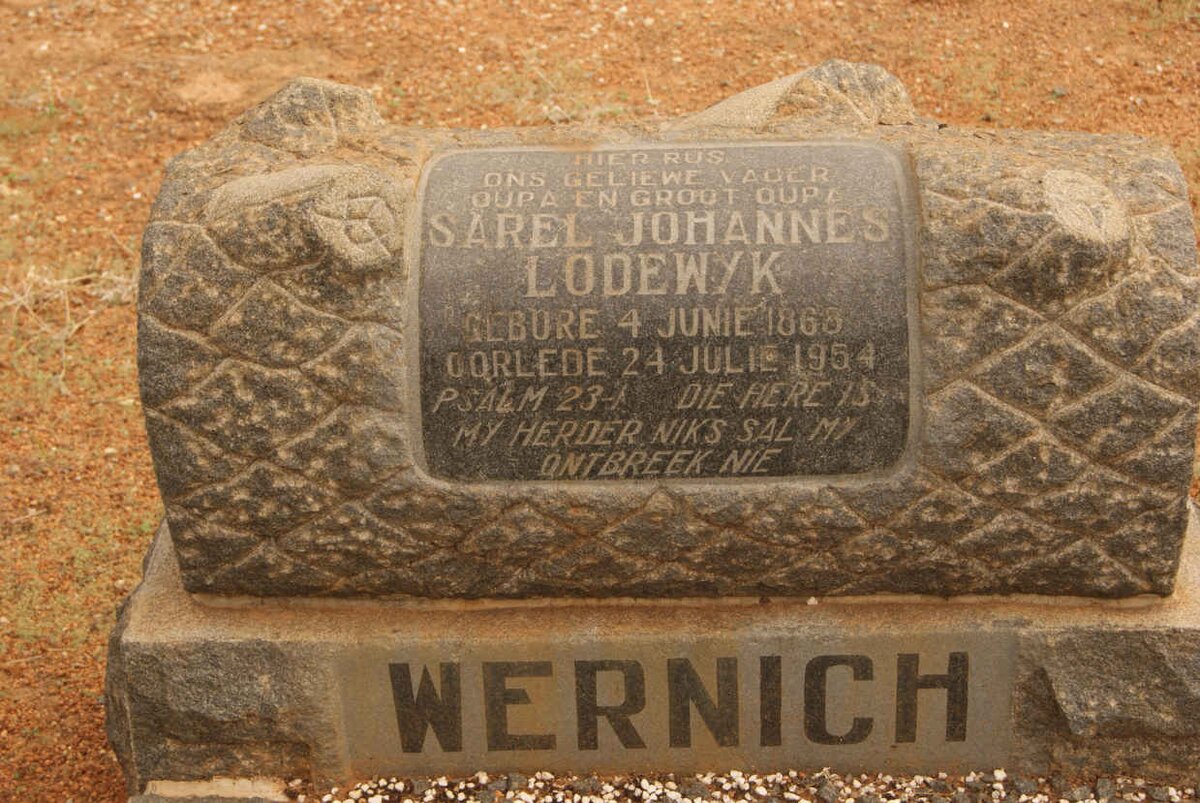 HIER RUS
ONS GELIEWE VADER
OUPA EN GROOT OUPA
SAREL JOHANNES
LODEWYK
GEBORE 4 JUNIE
OORLEDE 24 JULIE 1954
PSALM 23-1 DIE HERE IS
MY HERDER NIKS SAL MY
ONTBREEK NIE
WERNICH